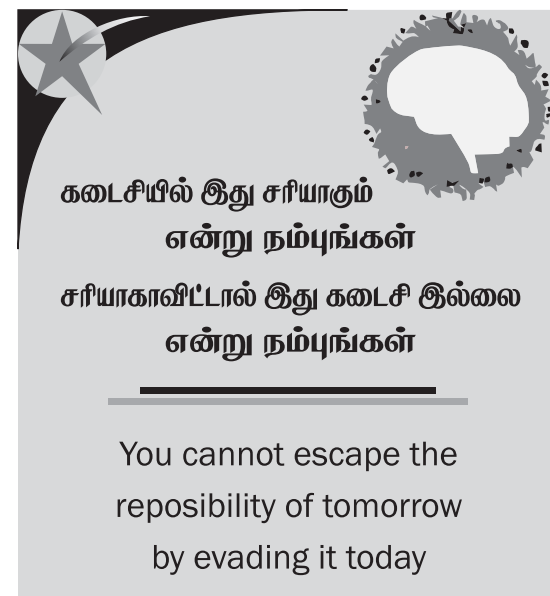 கடைசியில் இது சரியாகும்
என்று நம்புங்கள்
சரியாகாவிட்டால் இது கடைசி இல்லை
என்று நம்புங்கள்
You cannot escape the
reposibility of tomorrow
by evading it today